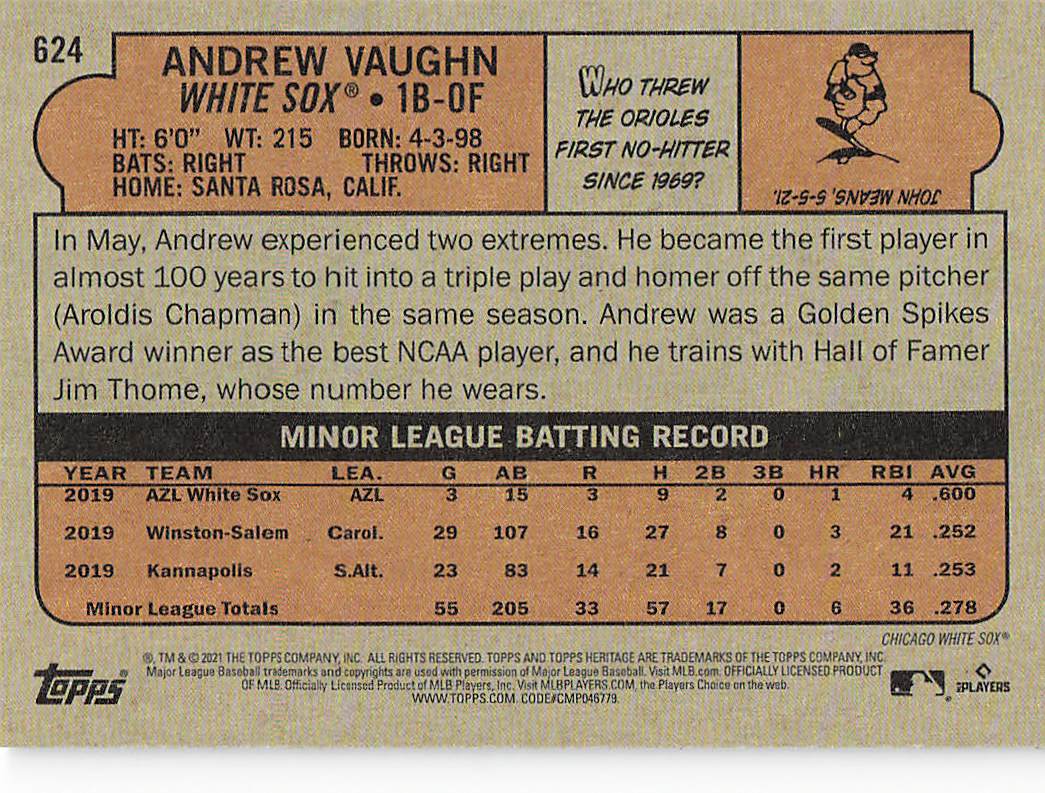 624
ANDREW VAUGHN
WHITE SOX® • 1B-OF
HT: 6'0" WT: 215 BORN: 4-3-98
BATS: RIGHT THROWS: RIGHT
HOME: SANTA ROSA, CALIF.
WHO THREW
THE ORIOLES
FIRST NO-HITTER
SINCE 1969?
JOHN MEANS, 5-5-21.
In May, Andrew experienced two extremes. He became the first player in
almost 100 years to hit into a triple play and homer off the same pitcher
(Aroldis Chapman) in the same season. Andrew was a Golden Spikes
Award winner as the best NCAA player, and he trains with Hall of Famer
Jim Thome, whose number he wears.
MINOR LEAGUE BATTING RECORD
YEAR TEAM LEA. G AB R H 2B 3B HR RBI AVG
2019 AZL White Sox AZL 3 15 3 9 2 0 1 4 .600
2019 Winston-Salem Carol. 29 107 16 27 8 0 3 21 .252
2019 Kannapolis S.Alt. 23 83 14 21 7 0 2 11 .253
Minor League Totals 55 205 33 57 17 0 6 36 .278
CHICAGO WHITE SOX®
®, TM & © 2021 THE TOPPS COMPANY, INC. ALL RIGHTS RESERVED. TOPPS AND TOPPS HERITAGE ARE TRADEMARKS OF THE TOPPS COMPANY, INC.
Major League Baseball trademarks and copyrights are used with permission of Major League Baseball. Visit MLB.com. OFFICIALLY LICENSED PRODUCT
OF MLB. Officially Licensed Product of MLB Players, Inc. Visit MLBPLAYERS.COM, the Players Choice on the web.
WWW.TOPPS.COM. CODE#CMP046779.
topps®
PLAYERS